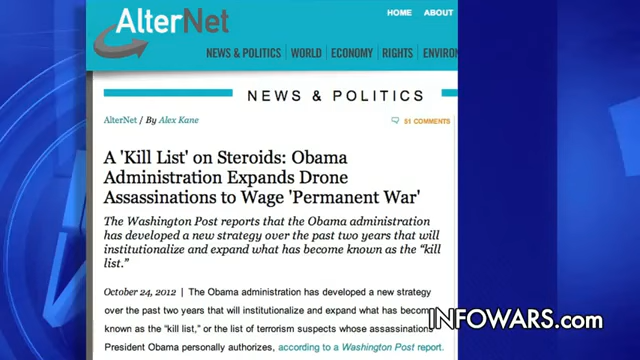 AlterNet
HOME ABOUT
NEWS & POLITICS WORLD ECONOMY RIGHTS ENVIRON
NEWS & POLITICS
AlterNet / By Alex Kane
51 COMMENTS
A 'Kill List' on Steroids: Obama
Administration Expands Drone
Assassinations to Wage 'Permanent War'
The Washington Post reports that the Obama administration
has developed a new strategy over the past two years that will
institutionalize and expand what has become known as the “kill
list.”
October 24, 2012 | The Obama administration has developed a new strategy
over the past two years that will institutionalize and expand what has becom
known as the “kill list,” or the list of terrorism suspects whose assassinations
President Obama personally authorizes, according to a Washington Post report.
INFOWARS.com